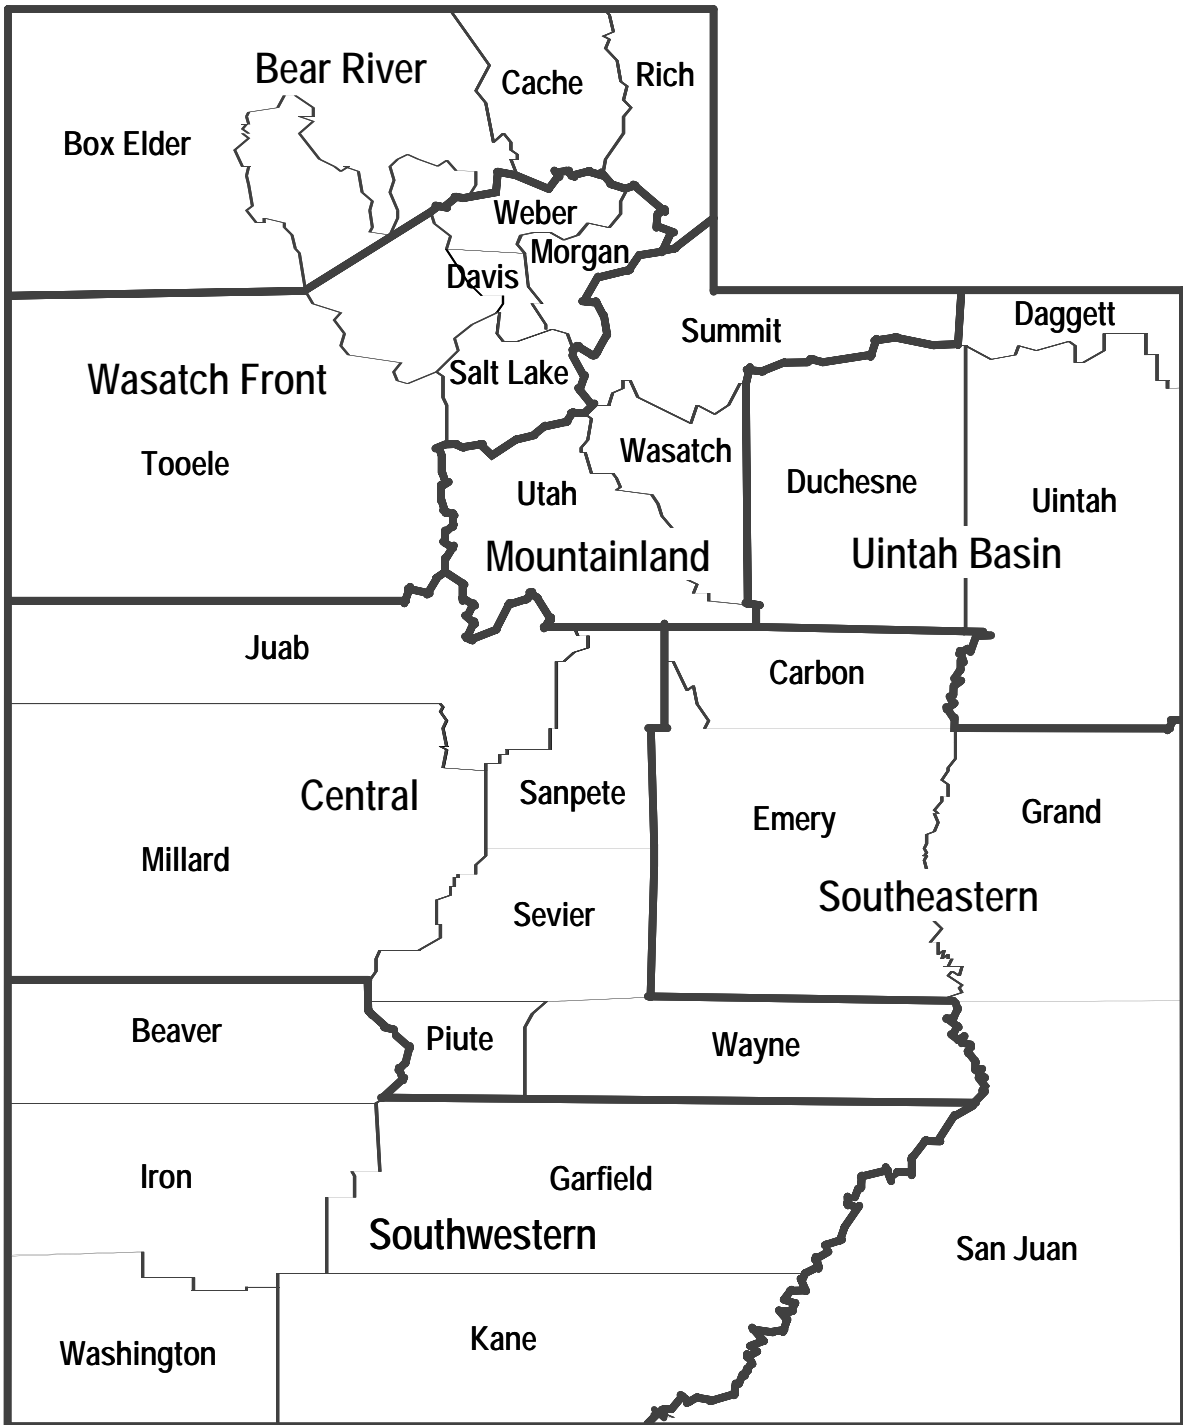 Bear River
Cache
Rich
Box Elder
Weber
Morgan
Davis
Daggett
Summit
Wasatch Front
Salt Lake
Wasatch
Tooele
Utah
Duchesne
Uintah
Mountainland
Uintah Basin
Juab
Carbon
Central
Sanpete
Emery
Grand
Millard
Southeastern
Sevier
Beaver
Piute
Wayne
Iron
Garfield
Southwestern
San Juan
Washington
Kane